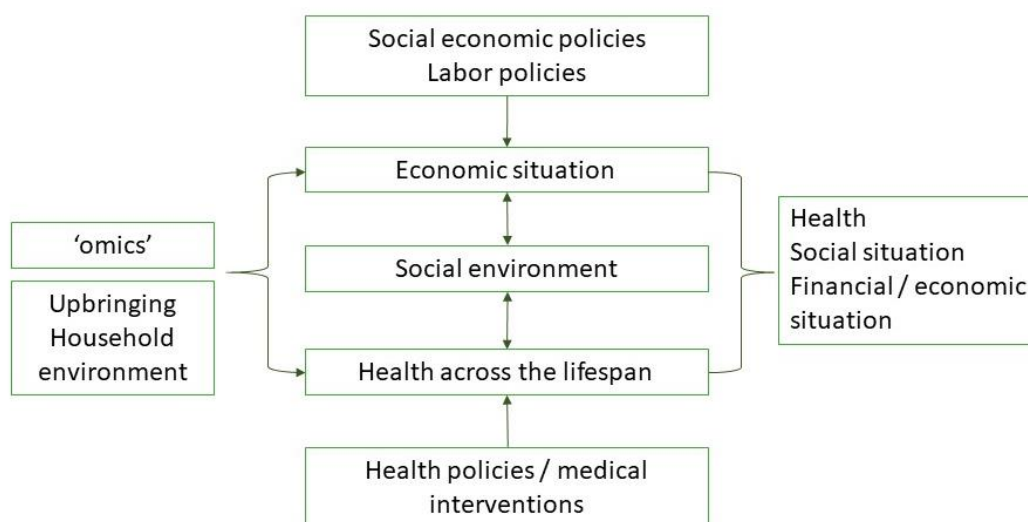 Social economic policies
Labor policies
Economic situation
‘omics’
Upbringing
Household
environment
Social environment
Health
Social situation
Financial / economic
situation
Health across the lifespan
Health policies / medical
interventions